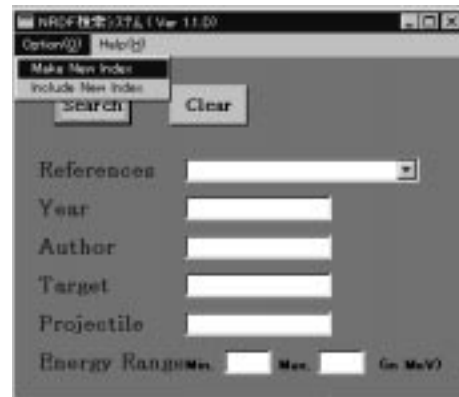 NRDF検索システム (Ver 1.1.0)
Option(O) Help(H)
Make New Index
Include New Index
Search Clear
References
Year
Author
Target
Projectile
Energy Range Min. Max. (in MeV)